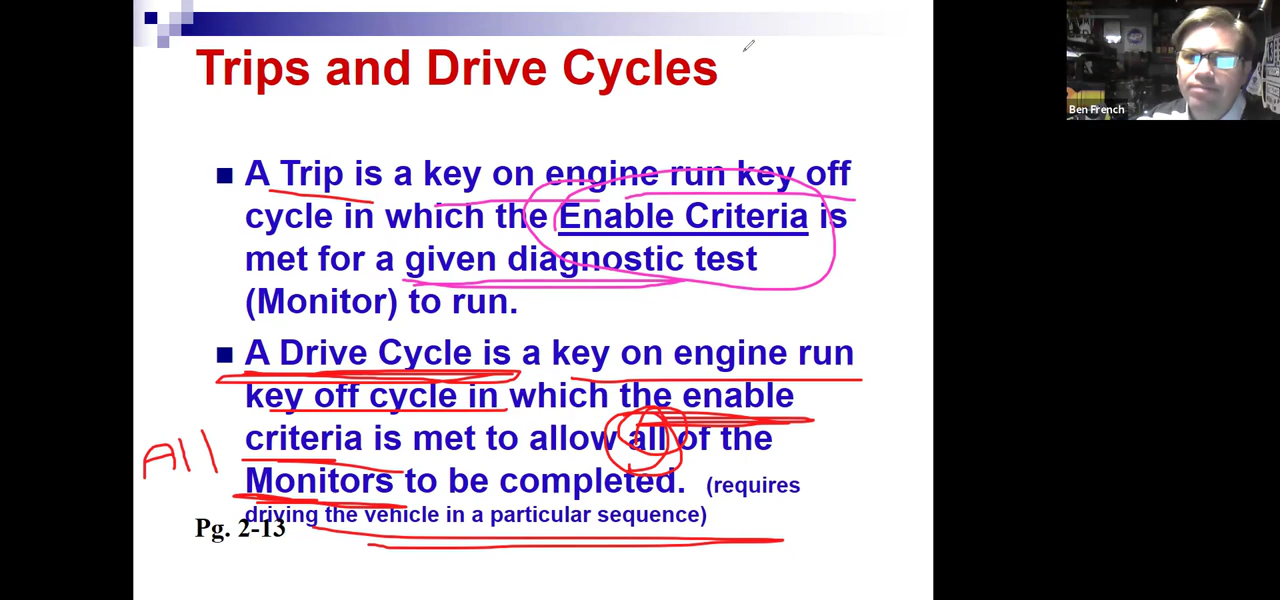 Trips and Drive Cycles
A Trip is a key on engine run key off
cycle in which the Enable Criteria is
met for a given diagnostic test
(Monitor) to run.
A Drive Cycle is a key on engine run
key off cycle in which the enable
criteria is met to allow all of the
All
Monitors to be completed. (requires
driving the vehicle in a particular sequence)
Pg. 2-13
Ben French